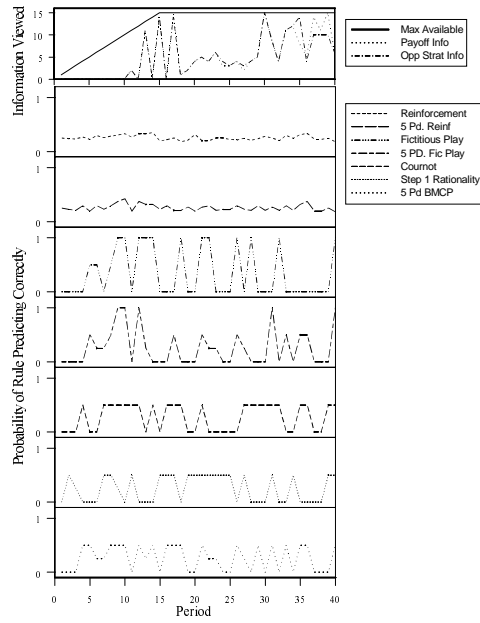 Information Viewed
15
10
5
0
Max Available
Payoff Info
Opp Strat Info
Reinforcement
5 Pd. Reinf
Fictitious Play
5 PD. Fic Play
Cournot
Step 1 Rationality
5 Pd BMCP
Probability of Rule Predicting Correctly
1
0
1
0
1
0
1
0
1
0
1
0
1
0
0 5 10 15 20 25 30 35 40
Period